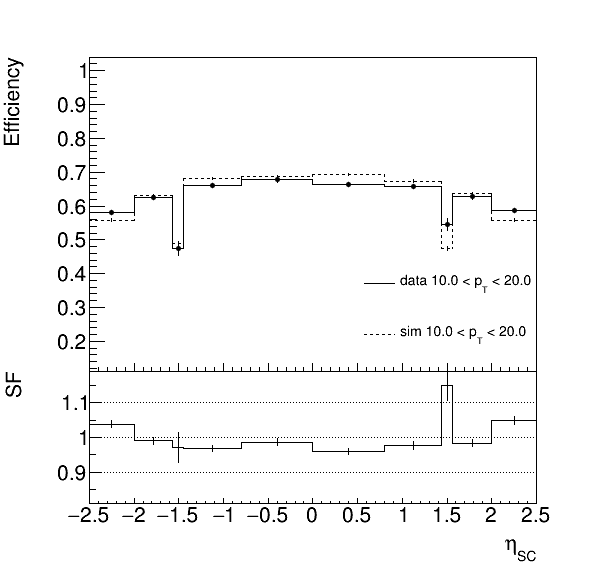 Efficiency
1
0.9
0.8
0.7
0.6
0.5
0.4
0.3
0.2
data 10.0 < p_T < 20.0
sim 10.0 < p_T < 20.0
SF
1.1
1
0.9
−2.5 −2 −1.5 −1 −0.5 0 0.5 1 1.5 2 2.5
η_SC